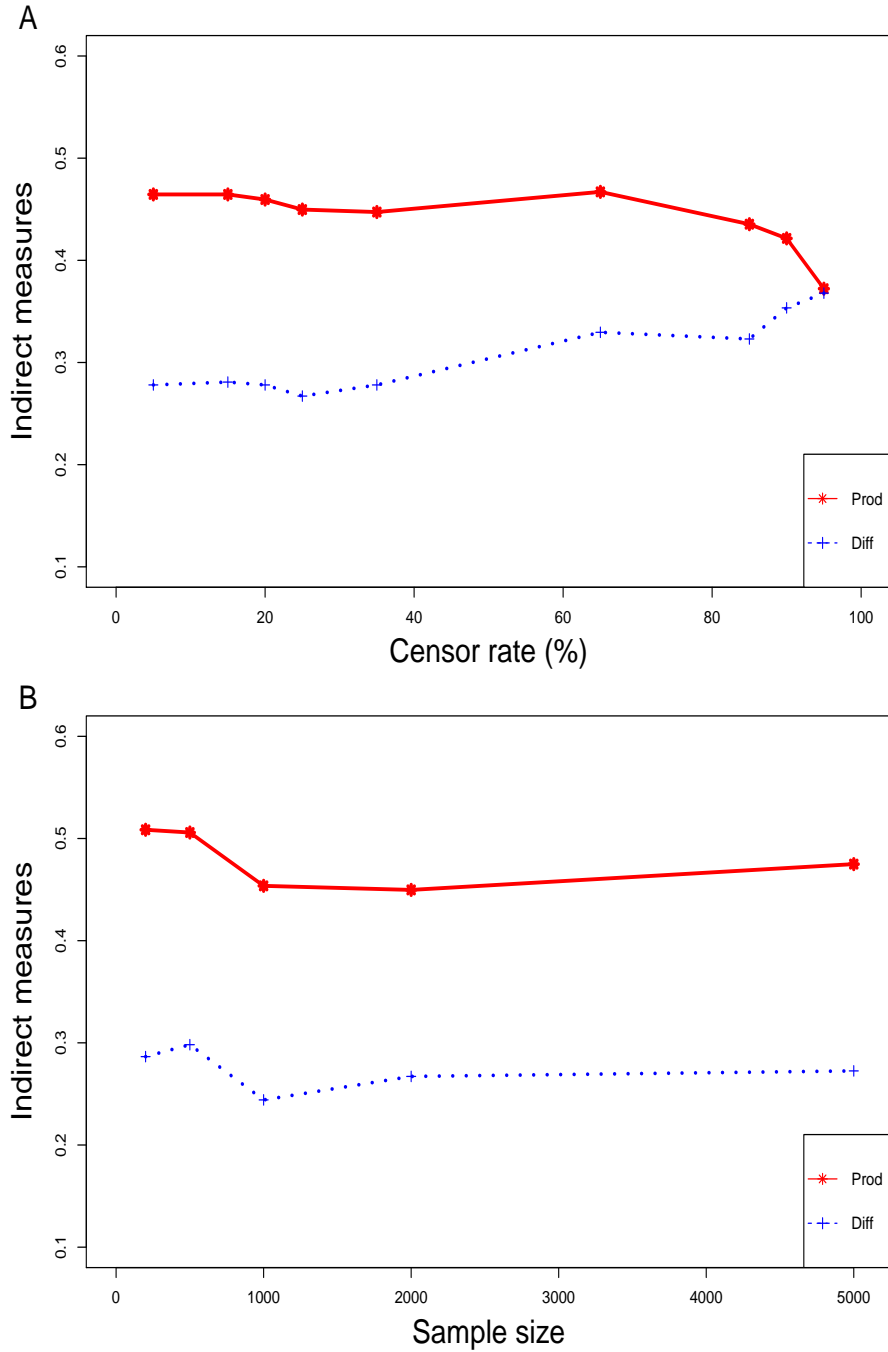 A
0.6
0.5
0.4
0.3
0.2
0.1
Indirect measures
Prod
Diff
0 20 40 60 80 100
Censor rate (%)
B
0.6
0.5
0.4
0.3
0.2
0.1
Indirect measures
Prod
Diff
0 1000 2000 3000 4000 5000
Sample size